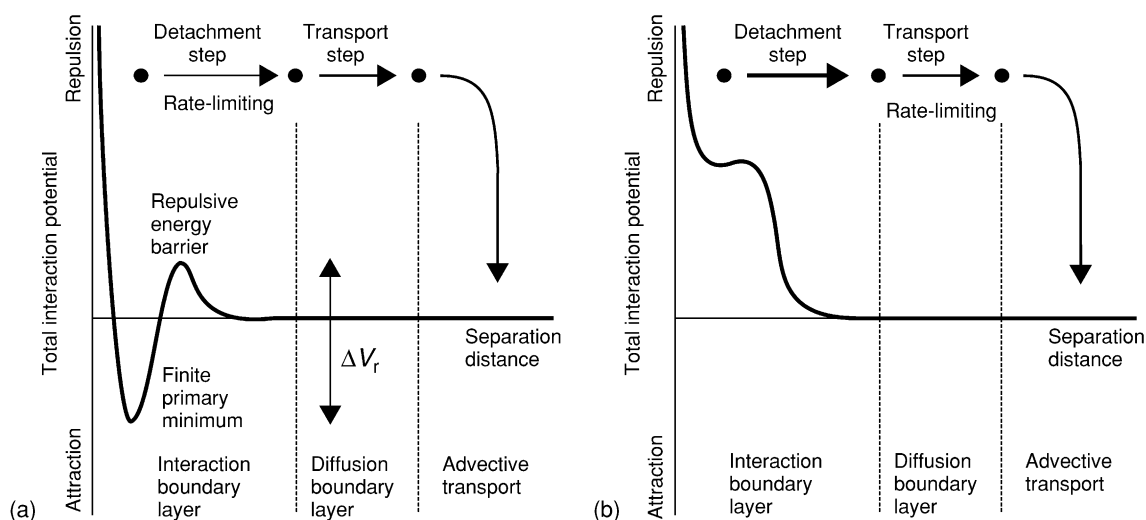 Repulsion
Total interaction potential
Attraction
Detachment
step
Transport
step
Rate-limiting
Repulsive
energy
barrier
Finite
primary
minimum
ΔVr
Separation
distance
Interaction
boundary
layer
Diffusion
boundary
layer
Advective
transport
(a)
Repulsion
Total interaction potential
Attraction
Detachment
step
Transport
step
Rate-limiting
Separation
distance
Interaction
boundary
layer
Diffusion
boundary
layer
Advective
transport
(b)